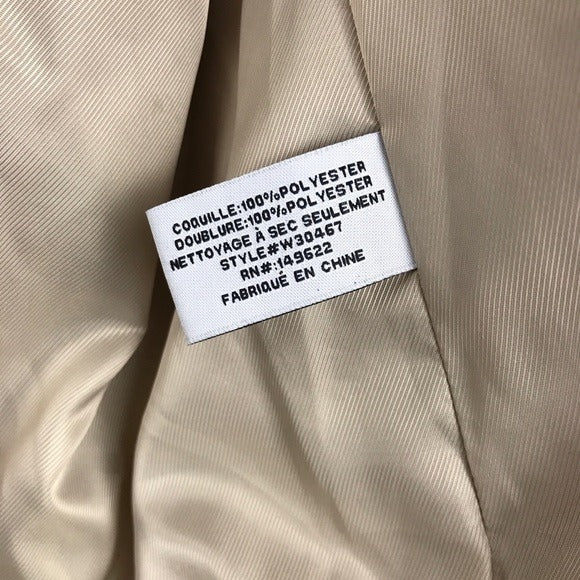 COQUILLE:100%POLYESTER
DOUBLURE:100%POLYESTER
NETTOYAGE À SEC SEULEMENT
STYLE#W30467
RN#:149622
FABRIQUÉ EN CHINE